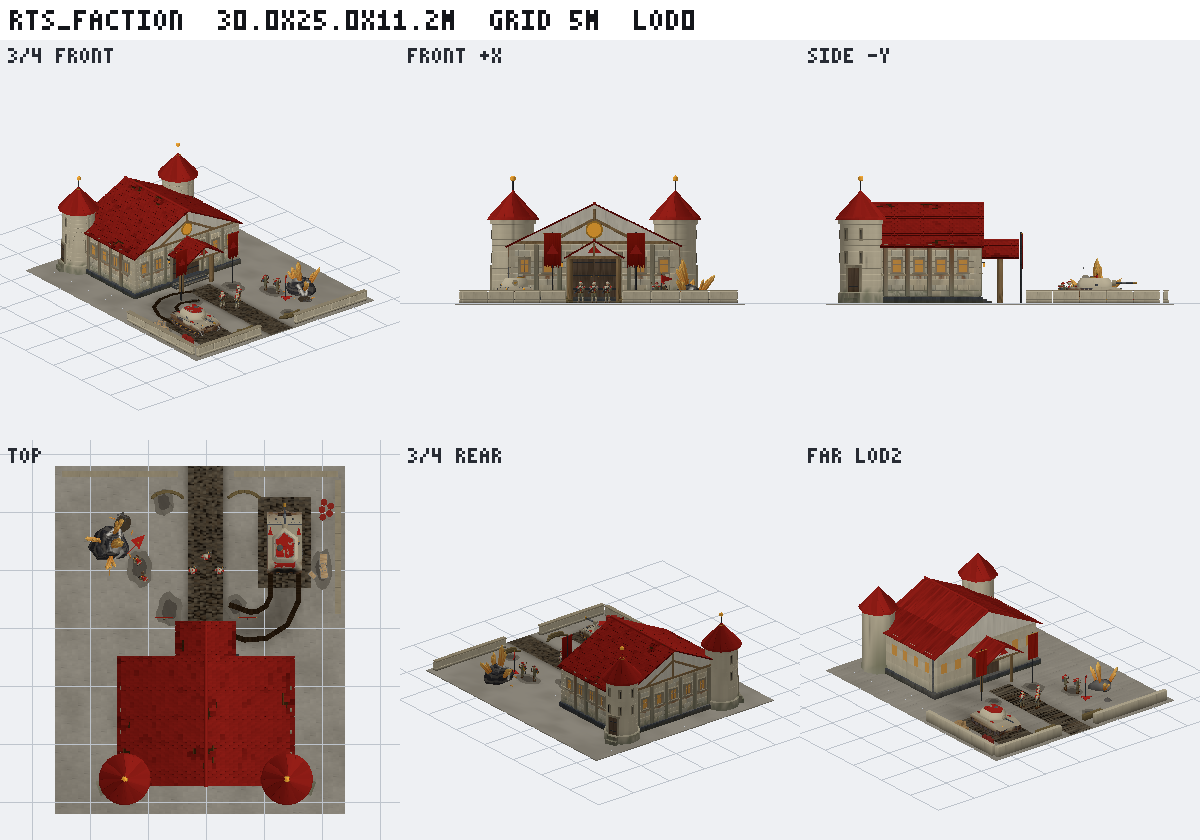 RTS_FACTION 30.0X25.0X11.2M GRID 5M LOD0
3/4 FRONT
FRONT +X
SIDE -Y
TOP
3/4 REAR
FAR LOD2